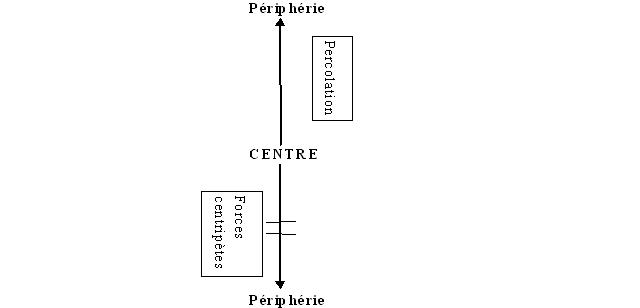 Périphérie
Percolation
CENTRE
Forces
centripètes
Périphérie